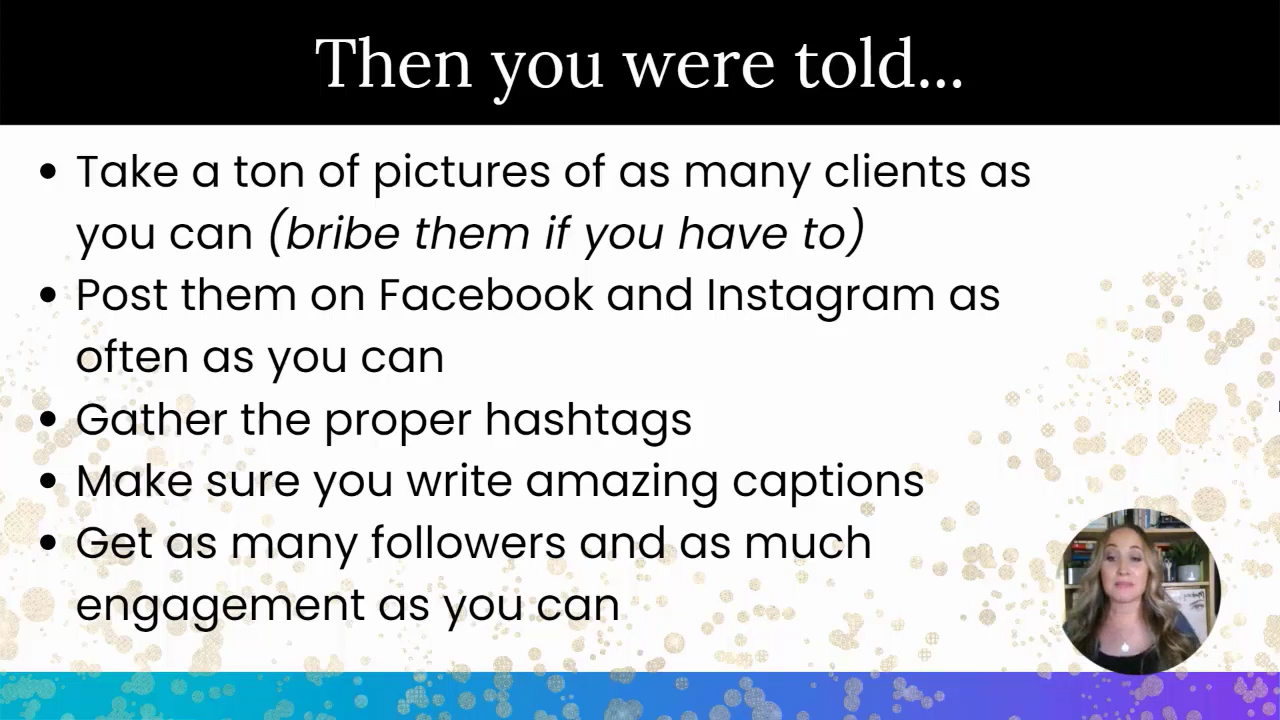 Then you were told...
• Take a ton of pictures of as many clients as
you can (bribe them if you have to)
• Post them on Facebook and Instagram as
often as you can
• Gather the proper hashtags
• Make sure you write amazing captions
• Get as many followers and as much
engagement as you can